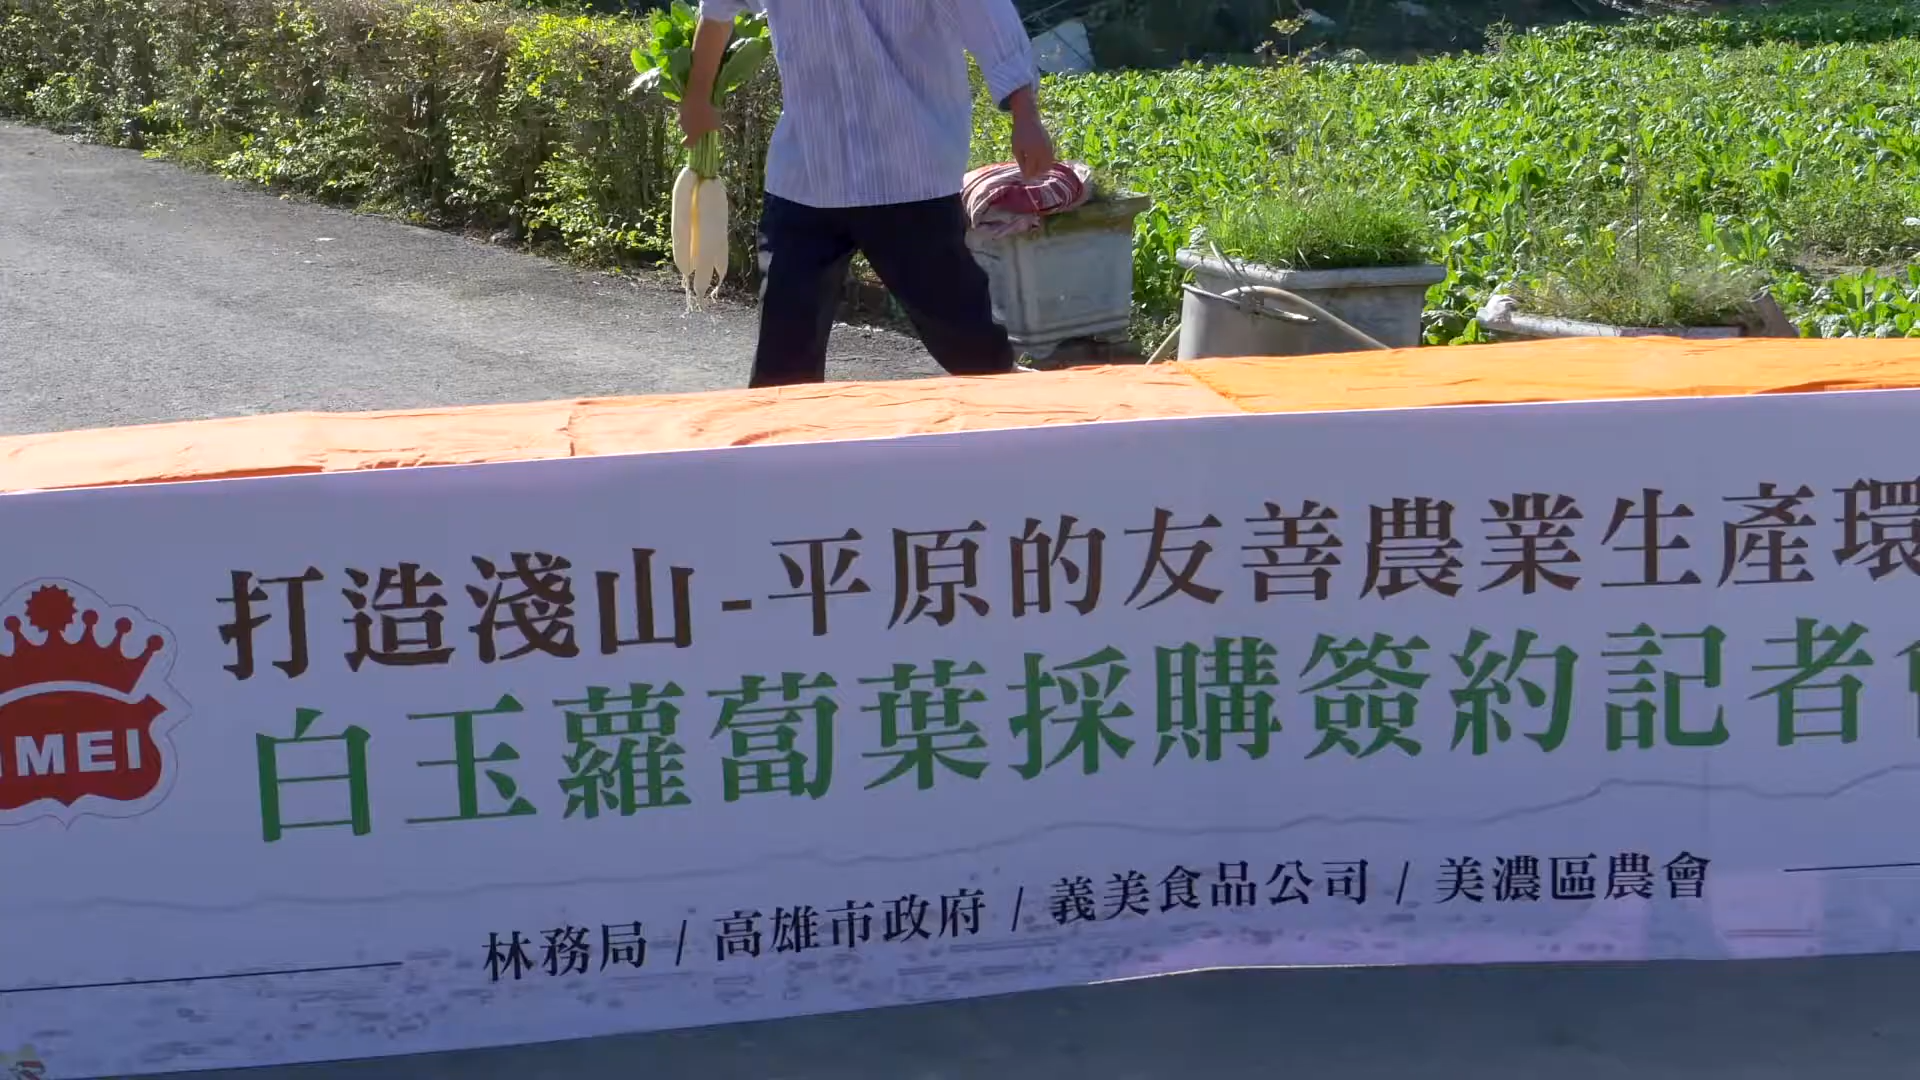 打造淺山-平原的友善農業生產環
白玉蘿蔔葉採購簽約記者
林務局 / 高雄市政府 / 義美食品公司 / 美濃區農會
IMEI